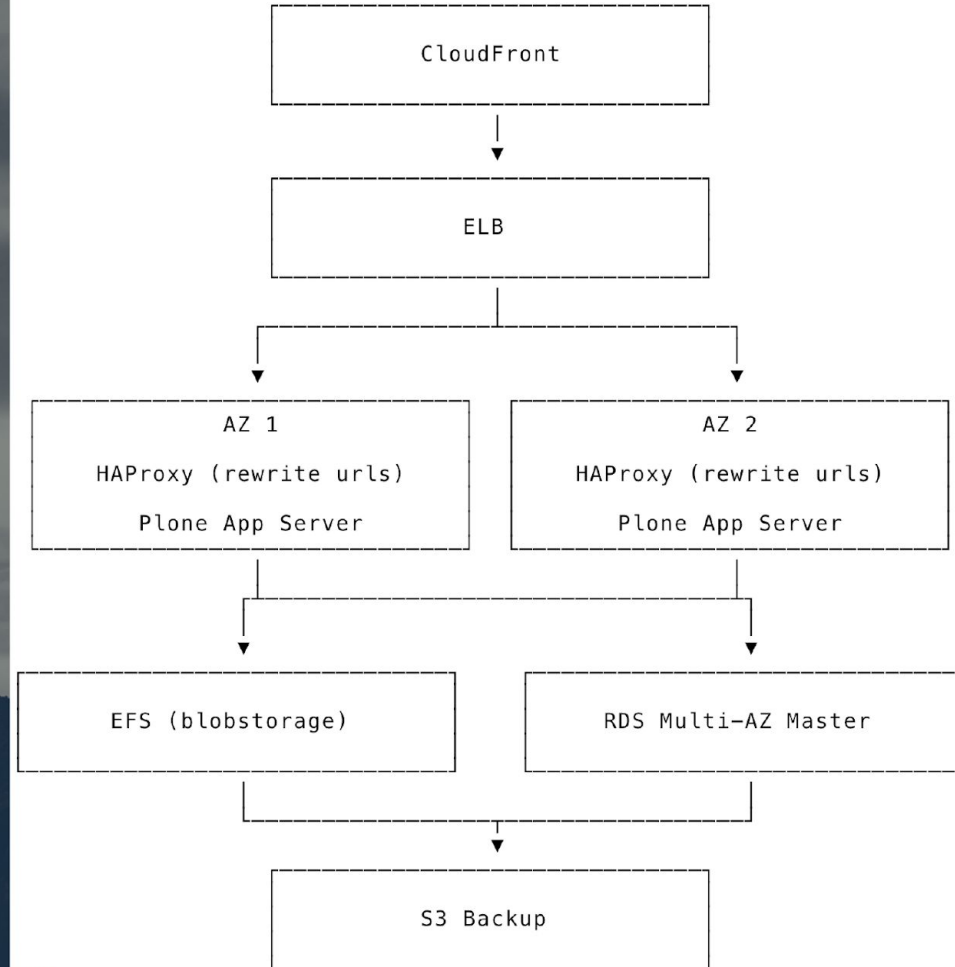 CloudFront
ELB
AZ 1
HAProxy (rewrite urls)
Plone App Server
AZ 2
HAProxy (rewrite urls)
Plone App Server
EFS (blobstorage)
RDS Multi-AZ Master
S3 Backup